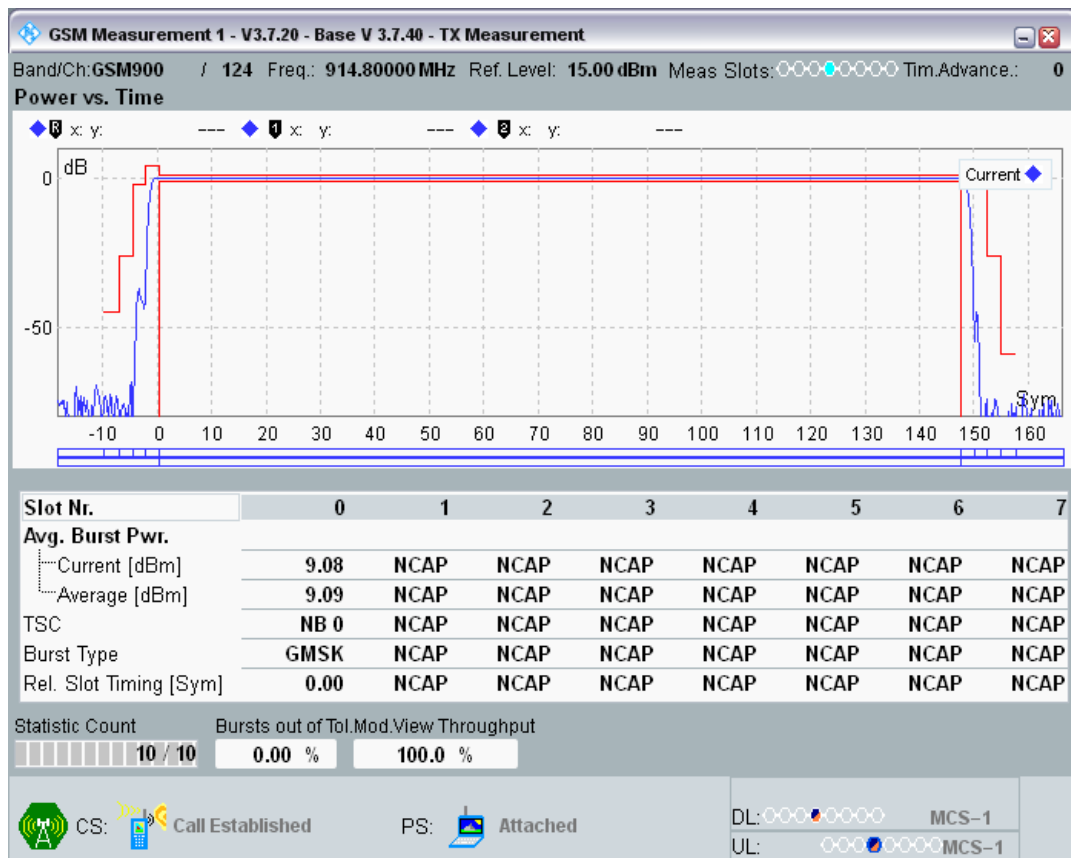 GSM Measurement 1 - V3.7.20 - Base V 3.7.40 - TX Measurement
Band/Ch:GSM900 / 124 Freq.: 914.80000 MHz Ref. Level: 15.00 dBm Meas Slots: Tim.Advance.: 0
Power vs. Time
R x: y: --- 1 x: y: --- 2 x: y: ---
dB
Current
0
-50
Sym
-10 0 10 20 30 40 50 60 70 80 90 100 110 120 130 140 150 160
Slot Nr. 0 1 2 3 4 5 6 7
Avg. Burst Pwr.
Current [dBm] 9.08 NCAP NCAP NCAP NCAP NCAP NCAP NCAP
Average [dBm] 9.09 NCAP NCAP NCAP NCAP NCAP NCAP NCAP
TSC NB 0 NCAP NCAP NCAP NCAP NCAP NCAP NCAP
Burst Type GMSK NCAP NCAP NCAP NCAP NCAP NCAP NCAP
Rel. Slot Timing [Sym] 0.00 NCAP NCAP NCAP NCAP NCAP NCAP NCAP
Statistic Count Bursts out of Tol.Mod.View Throughput
10 / 10 0.00 % 100.0 %
CS: Call Established PS: Attached
DL: MCS-1
UL: MCS-1